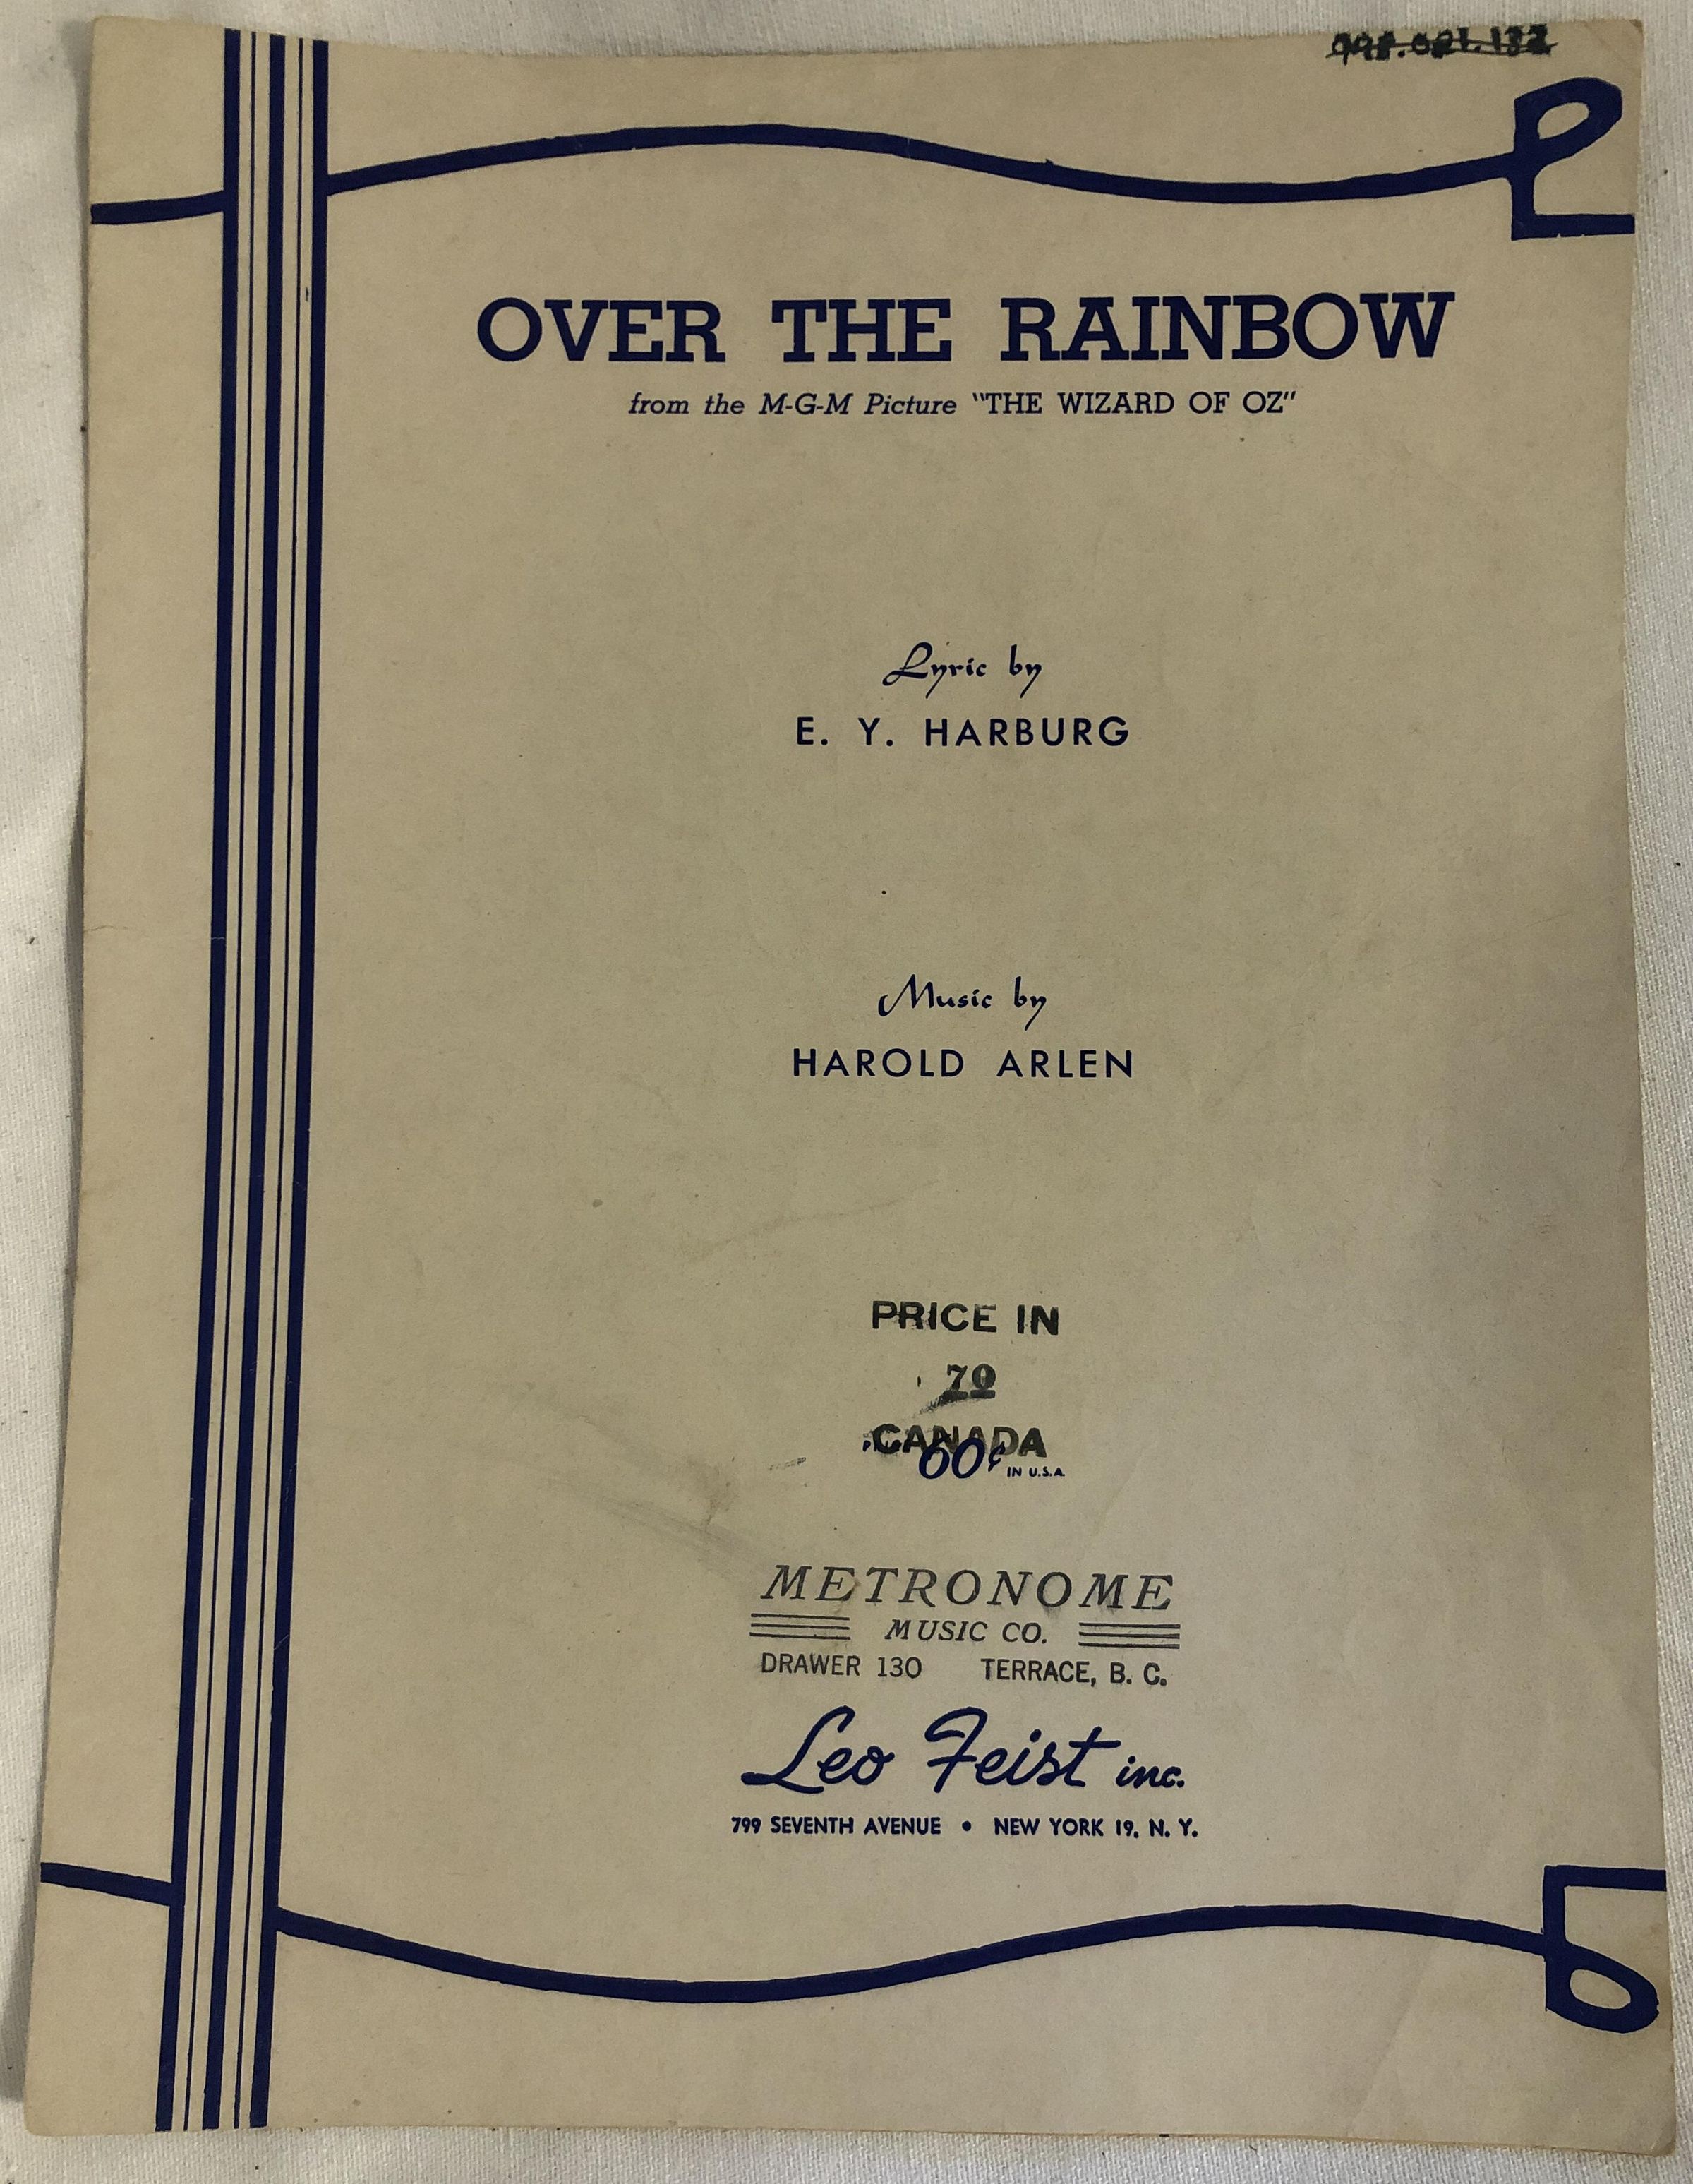 OVER THE RAINBOW
from the M-G-M Picture "THE WIZARD OF OZ"
Lyric by
E. Y. HARBURG
Music by
HAROLD ARLEN
PRICE IN
70
CANADA
60¢ IN U.S.A.
METRONOME
MUSIC CO.
DRAWER 130 TERRACE, B. C.
Leo Feist inc.
799 SEVENTH AVENUE • NEW YORK 19, N. Y.